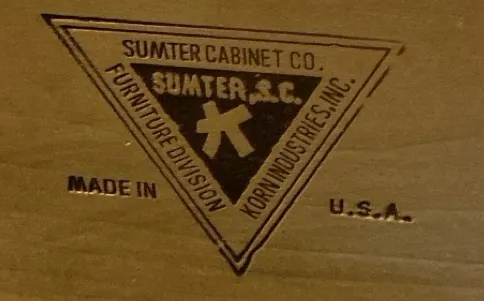 SUMTER CABINET CO.
SUMTER, S.C.
K
FURNITURE DIVISION
KORN INDUSTRIES, INC.
MADE IN
U.S.A.